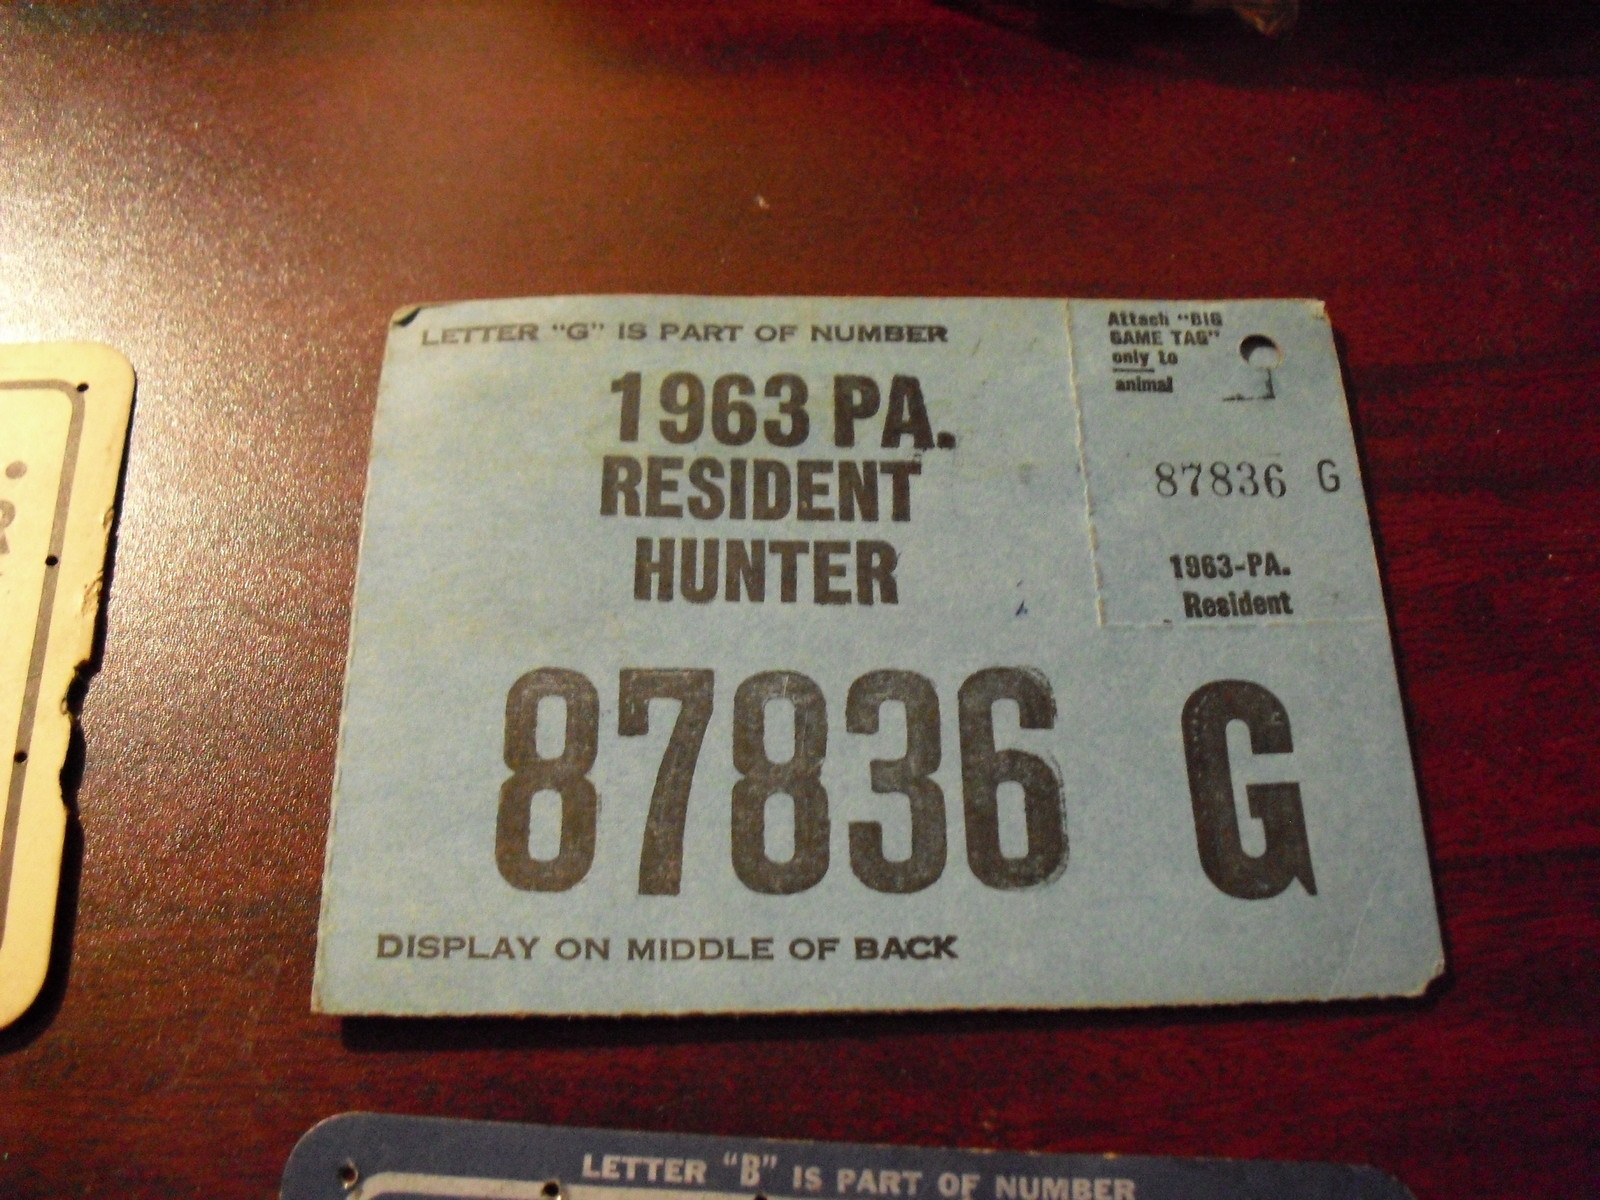 LETTER "G" IS PART OF NUMBER
1963 PA.
RESIDENT
HUNTER
87836 G
DISPLAY ON MIDDLE OF BACK
Attach "BIG
GAME TAG"
only to
animal
87836 G
1963-PA.
Resident
R
LETTER "B" IS PART OF NUMBER